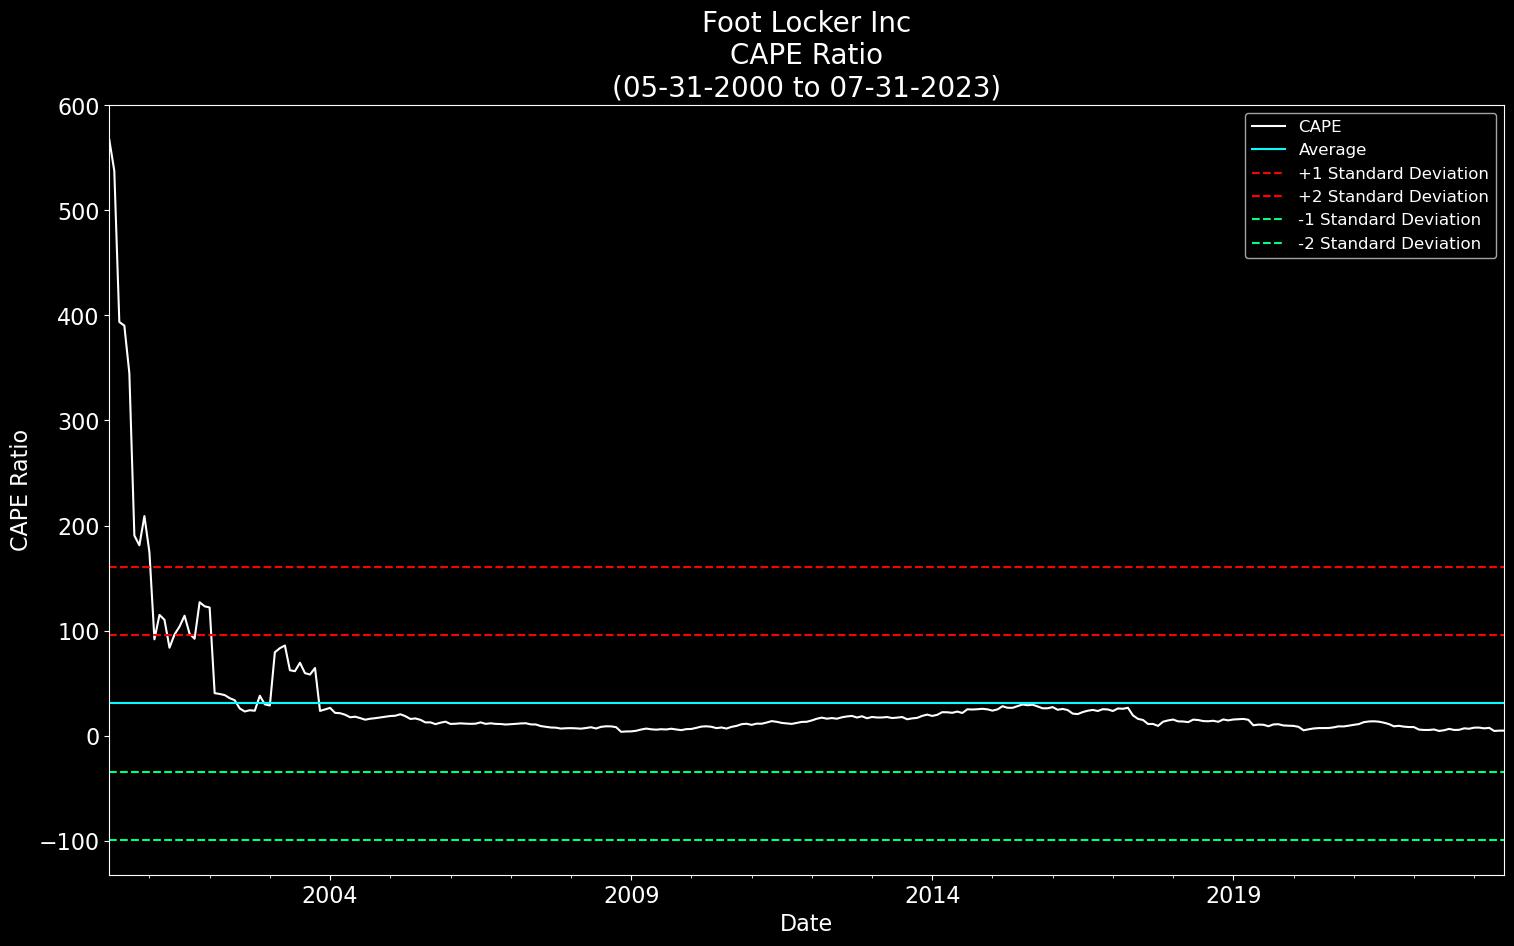 Foot Locker Inc
CAPE Ratio
(05-31-2000 to 07-31-2023)
CAPE
Average
+1 Standard Deviation
+2 Standard Deviation
-1 Standard Deviation
-2 Standard Deviation
CAPE Ratio
600
500
400
300
200
100
0
−100
2004
2009
2014
2019
Date